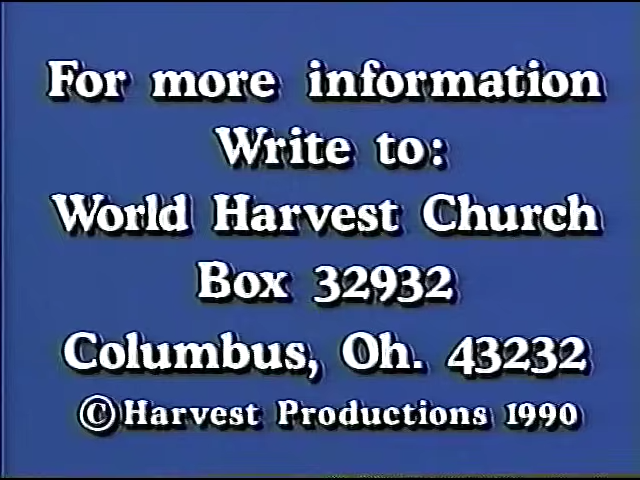 For more information
Write to:
World Harvest Church
Box 32932
Columbus, Oh. 43232
©Harvest Productions 1990